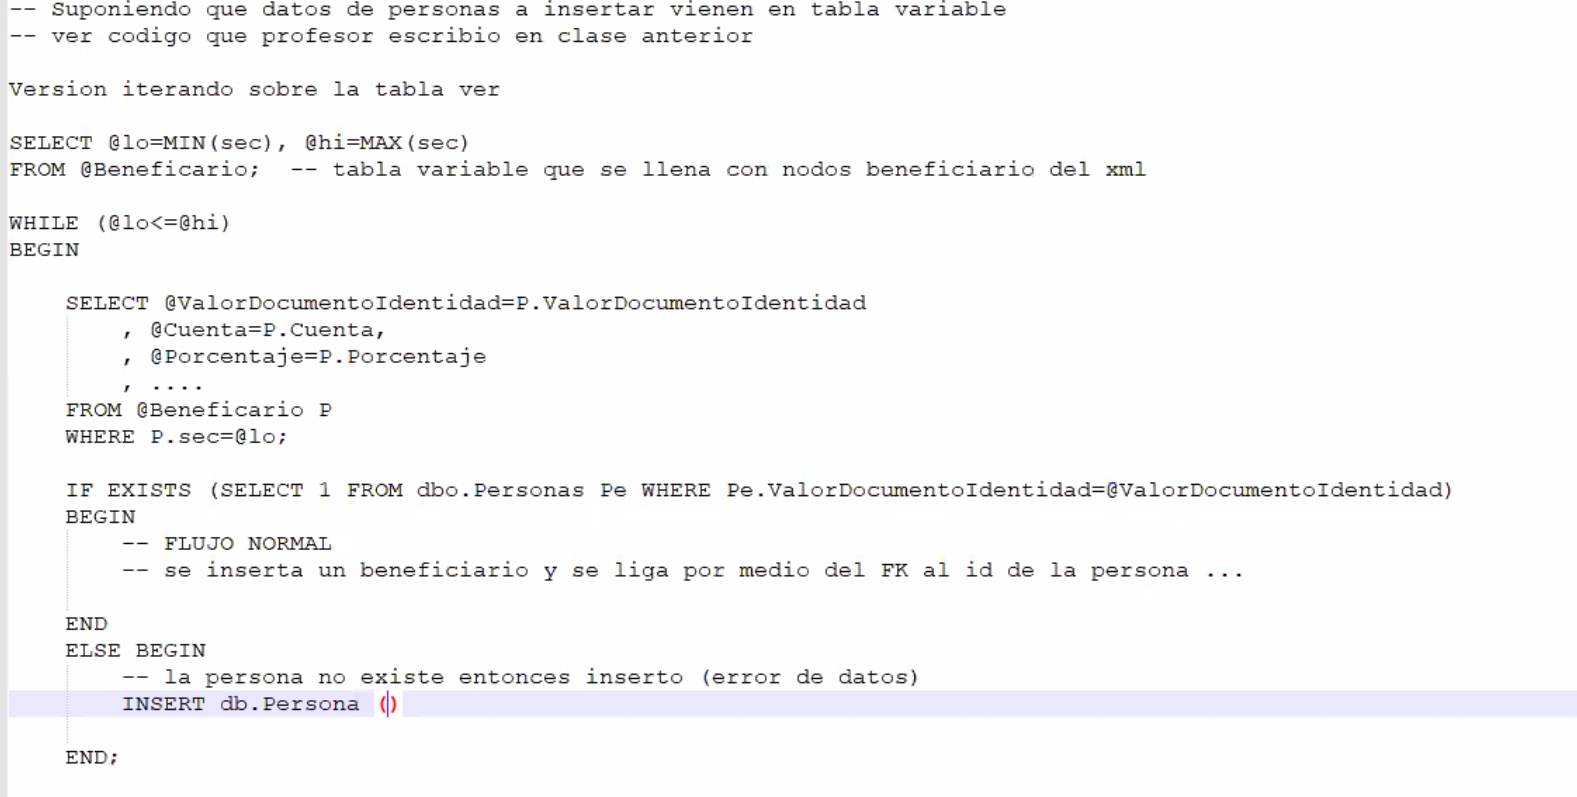 -- Suponiendo que datos de personas a insertar vienen en tabla variable
-- ver codigo que profesor escribio en clase anterior
Version iterando sobre la tabla ver
SELECT @lo=MIN(sec), @hi=MAX(sec)
FROM @Beneficario;  -- tabla variable que se llena con nodos beneficiario del xml
WHILE (@lo<=@hi)
BEGIN
SELECT @ValorDocumentoIdentidad=P.ValorDocumentoIdentidad
, @Cuenta=P.Cuenta,
, @Porcentaje=P.Porcentaje
, ....
FROM @Beneficario P
WHERE P.sec=@lo;
IF EXISTS (SELECT 1 FROM dbo.Personas Pe WHERE Pe.ValorDocumentoIdentidad=@ValorDocumentoIdentidad)
BEGIN
-- FLUJO NORMAL
-- se inserta un beneficiario y se liga por medio del FK al id de la persona ...
END
ELSE BEGIN
-- la persona no existe entonces inserto (error de datos)
INSERT db.Persona ()
END;